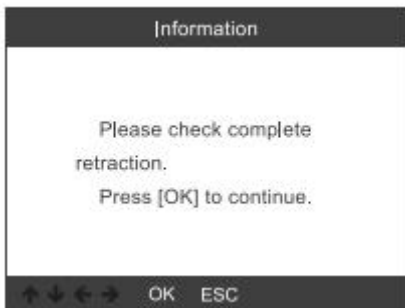 Information
Please check complete
retraction.
Press [OK] to continue.
OK ESC